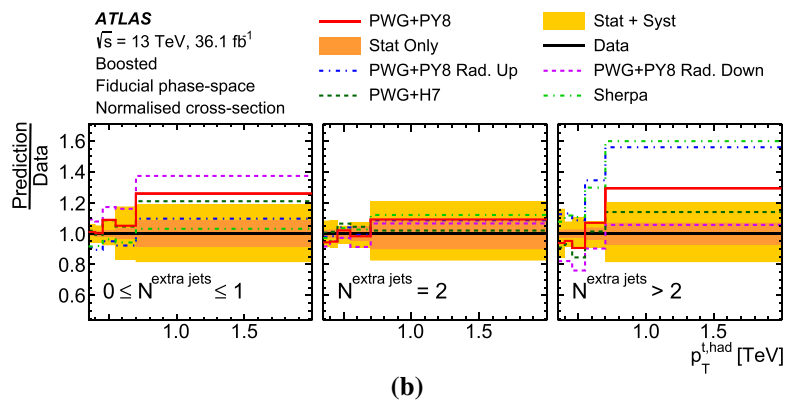 ATLAS
√s = 13 TeV, 36.1 fb⁻¹
Boosted
Fiducial phase-space
Normalised cross-section
PWG+PY8
Stat Only
PWG+PY8 Rad. Up
PWG+H7
Stat + Syst
Data
PWG+PY8 Rad. Down
Sherpa
Prediction
Data
1.6
1.4
1.2
1.0
0.8
0.6
0 ≤ N^extra jets ≤ 1
N^extra jets = 2
N^extra jets > 2
1.0 1.5 1.0 1.5 1.0 1.5
p_T^t,had [TeV]
(b)